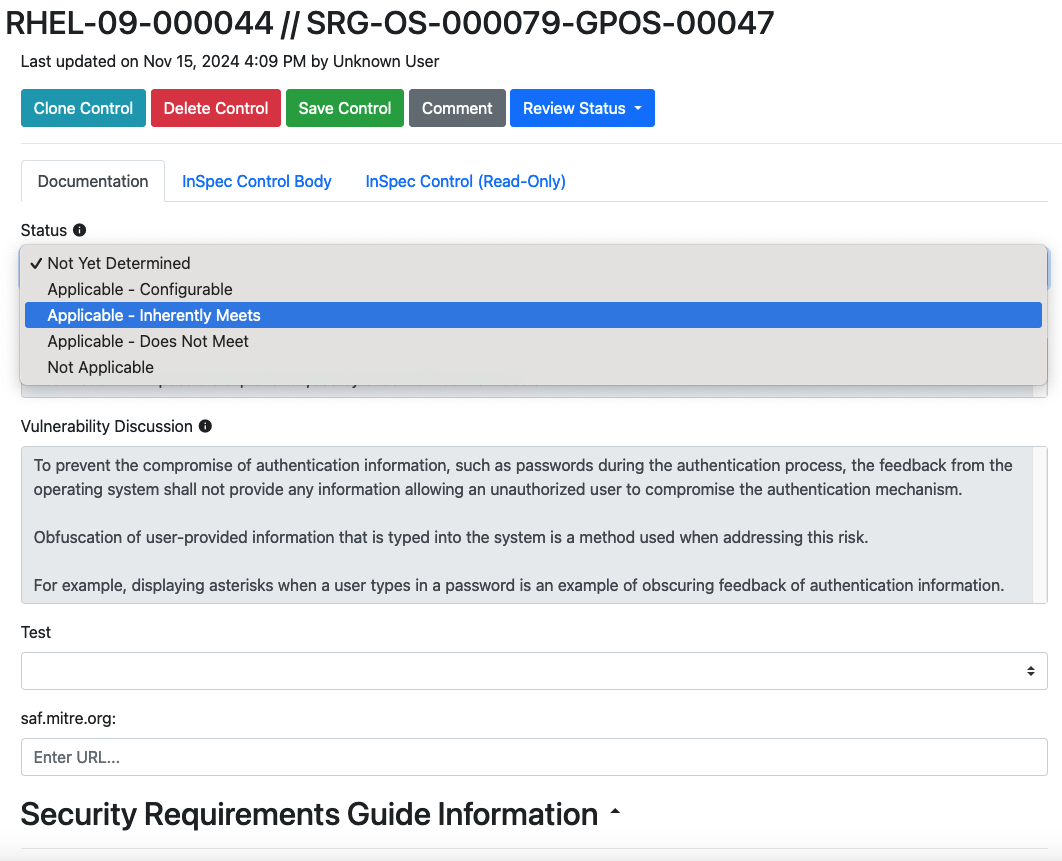 RHEL-09-000044 // SRG-OS-000079-GPOS-00047
Last updated on Nov 15, 2024 4:09 PM by Unknown User
Clone Control Delete Control Save Control Comment Review Status
Documentation InSpec Control Body InSpec Control (Read-Only)
Status
✓ Not Yet Determined
Applicable - Configurable
Applicable - Inherently Meets
Applicable - Does Not Meet
Not Applicable
Vulnerability Discussion
To prevent the compromise of authentication information, such as passwords during the authentication process, the feedback from the
operating system shall not provide any information allowing an unauthorized user to compromise the authentication mechanism.
Obfuscation of user-provided information that is typed into the system is a method used when addressing this risk.
For example, displaying asterisks when a user types in a password is an example of obscuring feedback of authentication information.
Test
saf.mitre.org:
Enter URL...
Security Requirements Guide Information